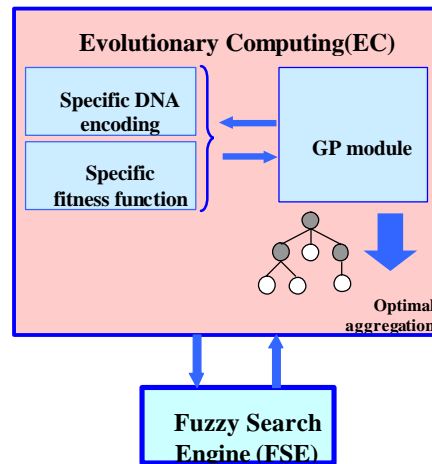 Evolutionary Computing(EC)
Specific DNA
encoding
Specific
fitness function
GP module
Optimal
aggregation
Fuzzy Search
Engine (FSE)